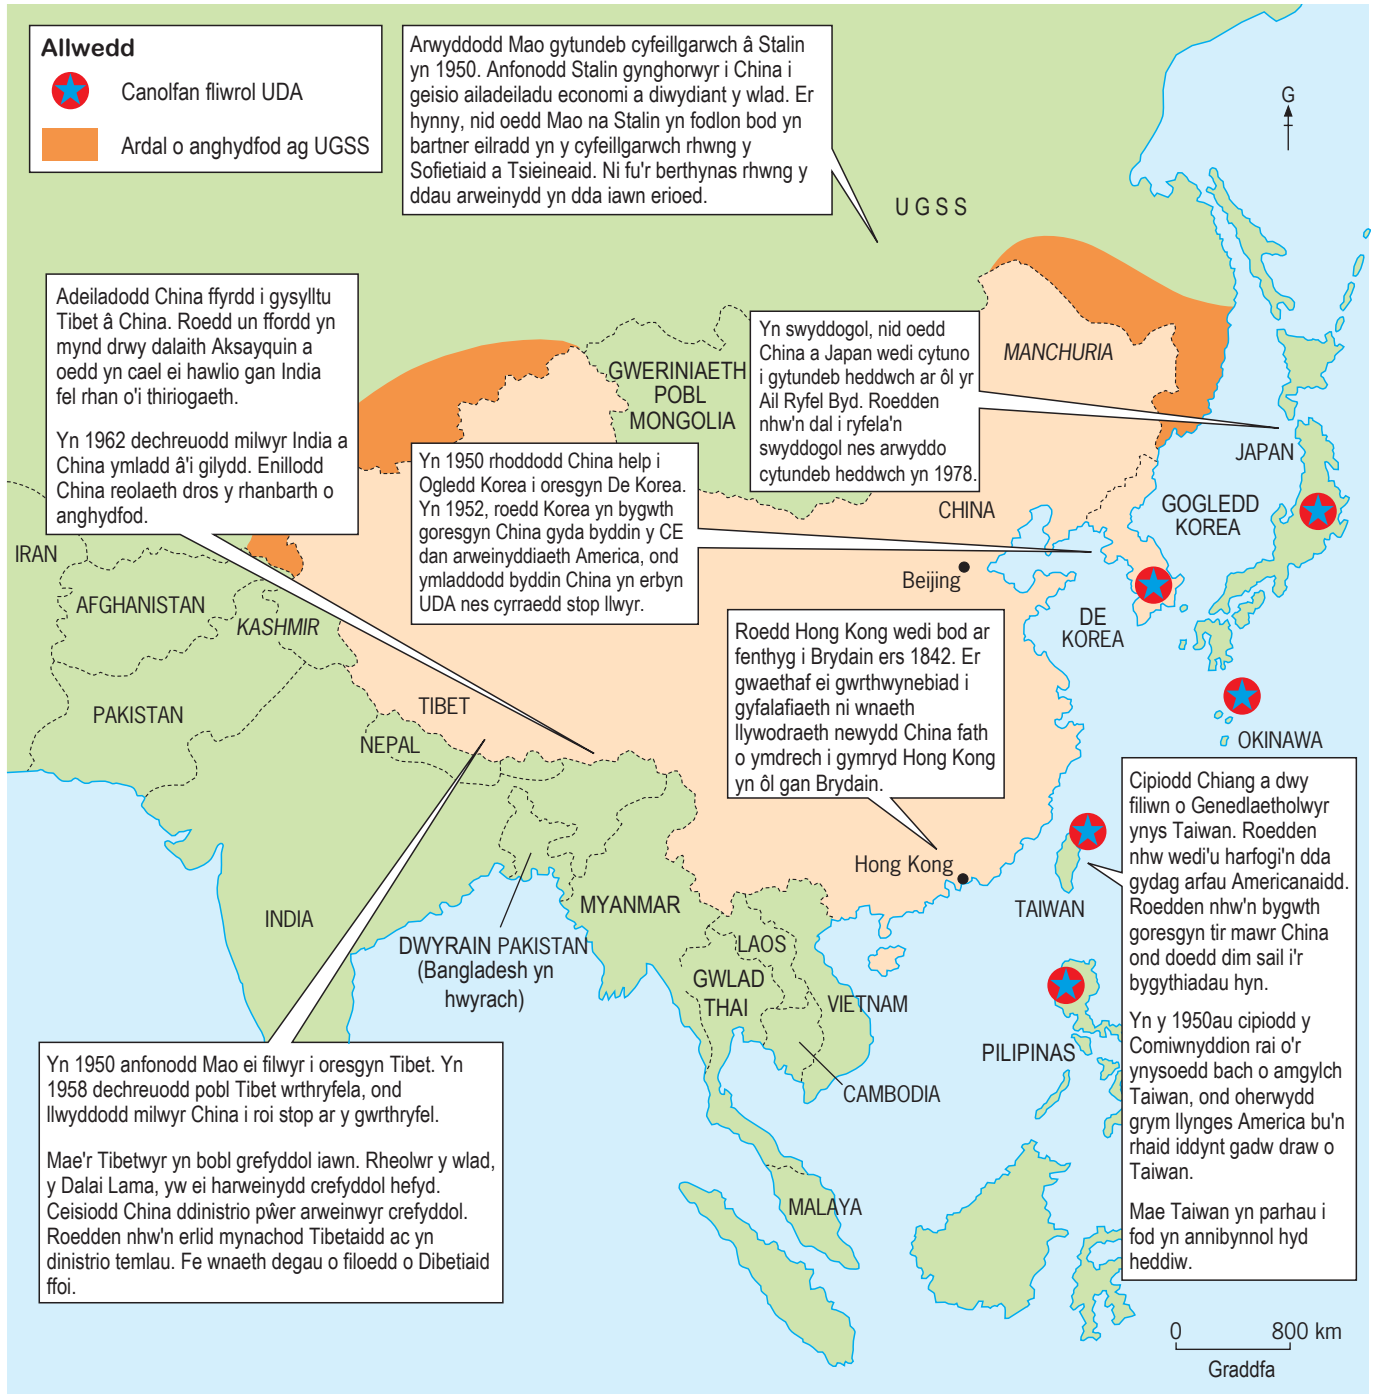 Allwedd
Canolfan fliwrol UDA
Ardal o anghydfod ag UGSS
Arwyddodd Mao gytundeb cyfeillgarwch â Stalin
yn 1950. Anfonodd Stalin gynghorwyr i China i
geisio ailadeiladu economi a diwydiant y wlad. Er
hynny, nid oedd Mao na Stalin yn fodlon bod yn
bartner eilradd yn y cyfeillgarwch rhwng y
Sofietiaid a Tsieineaid. Ni fu'r berthynas rhwng y
ddau arweinydd yn dda iawn erioed.
G
UGSS
Adeiladodd China ffyrdd i gysylltu
Tibet â China. Roedd un ffordd yn
mynd drwy dalaith Aksayquin a
oedd yn cael ei hawlio gan India
fel rhan o'i thiriogaeth.
Yn 1962 dechreuodd milwyr India a
China ymladd â'i gilydd. Enillodd
China reolaeth dros y rhanbarth o
anghydfod.
GWERINIAETH
POBL
MONGOLIA
Yn swyddogol, nid oedd
China a Japan wedi cytuno
i gytundeb heddwch ar ôl yr
Ail Ryfel Byd. Roedden
nhw'n dal i ryfela'n
swyddogol nes arwyddo
cytundeb heddwch yn 1978.
MANCHURIA
JAPAN
Yn 1950 rhoddodd China help i
Ogledd Korea i oresgyn De Korea.
Yn 1952, roedd Korea yn bygwth
goresgyn China gyda byddin y CE
dan arweinyddiaeth America, ond
ymladdodd byddin China yn erbyn
UDA nes cyrraedd stop llwyr.
CHINA
GOGLEDD
KOREA
IRAN
AFGHANISTAN
KASHMIR
Beijing
DE
KOREA
Roedd Hong Kong wedi bod ar
fenthyg i Brydain ers 1842. Er
gwaethaf ei gwrthwynebiad i
gyfalafiaeth ni wnaeth
llywodraeth newydd China fath
o ymdrech i gymryd Hong Kong
yn ôl gan Brydain.
PAKISTAN
TIBET
NEPAL
OKINAWA
Cipiodd Chiang a dwy
filiwn o Genedlaetholwyr
ynys Taiwan. Roedden
nhw wedi'u harfogi'n dda
gydag arfau Americanaidd.
Roedden nhw'n bygwth
goresgyn tir mawr China
ond doedd dim sail i'r
bygythiadau hyn.
Yn y 1950au cipiodd y
Comiwnyddion rai o'r
ynysoedd bach o amgylch
Taiwan, ond oherwydd
grym llynges America bu'n
rhaid iddynt gadw draw o
Taiwan.
Mae Taiwan yn parhau i
fod yn annibynnol hyd
heddiw.
Hong Kong
TAIWAN
INDIA
MYANMAR
DWYRAIN PAKISTAN
(Bangladesh yn
hwyrach)
LAOS
GWLAD
THAI
VIETNAM
PILIPINAS
CAMBODIA
MALAYA
Yn 1950 anfonodd Mao ei filwyr i oresgyn Tibet. Yn
1958 dechreuodd pobl Tibet wrthryfela, ond
llwyddodd milwyr China i roi stop ar y gwrthryfel.
Mae'r Tibetwyr yn bobl grefyddol iawn. Rheolwr y wlad,
y Dalai Lama, yw ei harweinydd crefyddol hefyd.
Ceisiodd China ddinistrio pŵer arweinwyr crefyddol.
Roedden nhw'n erlid mynachod Tibetaidd ac yn
dinistrio temlau. Fe wnaeth degau o filoedd o Dibetiaid
ffoi.
0 800 km
Graddfa